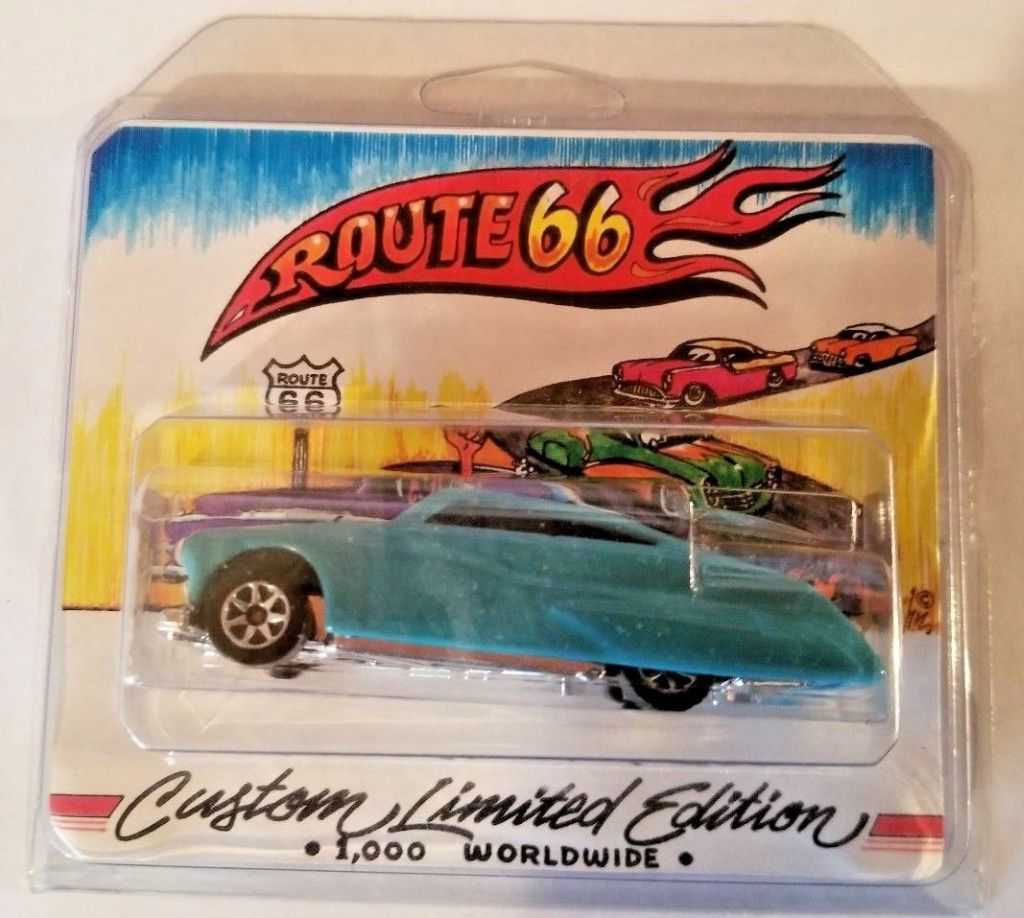 ROUTE 66
ROUTE
66
Custom Limited Edition
• 1,000 WORLDWIDE •